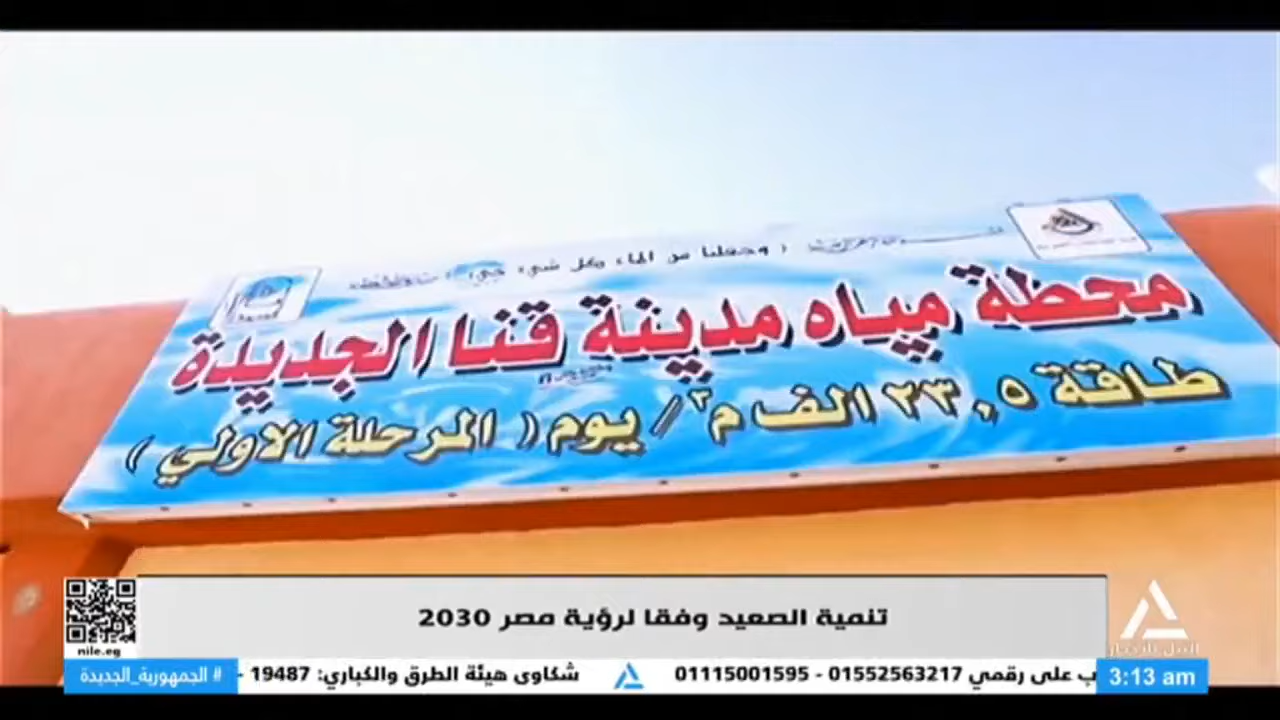 وجعلنا من الماء كل شيء حي
محطة مياه مدينة قنا الجديدة
طاقة ٢٣,٥ الف م٣/يوم ( المرحلة الاولي )
تنمية الصعيد وفقا لرؤية مصر 2030
nile.eg
النيل للأخبار
3:13 am
ب على رقمي 01552563217 - 01115001595
شكاوى هيئة الطرق والكباري: 19487 -
# الجمهورية_الجديدة